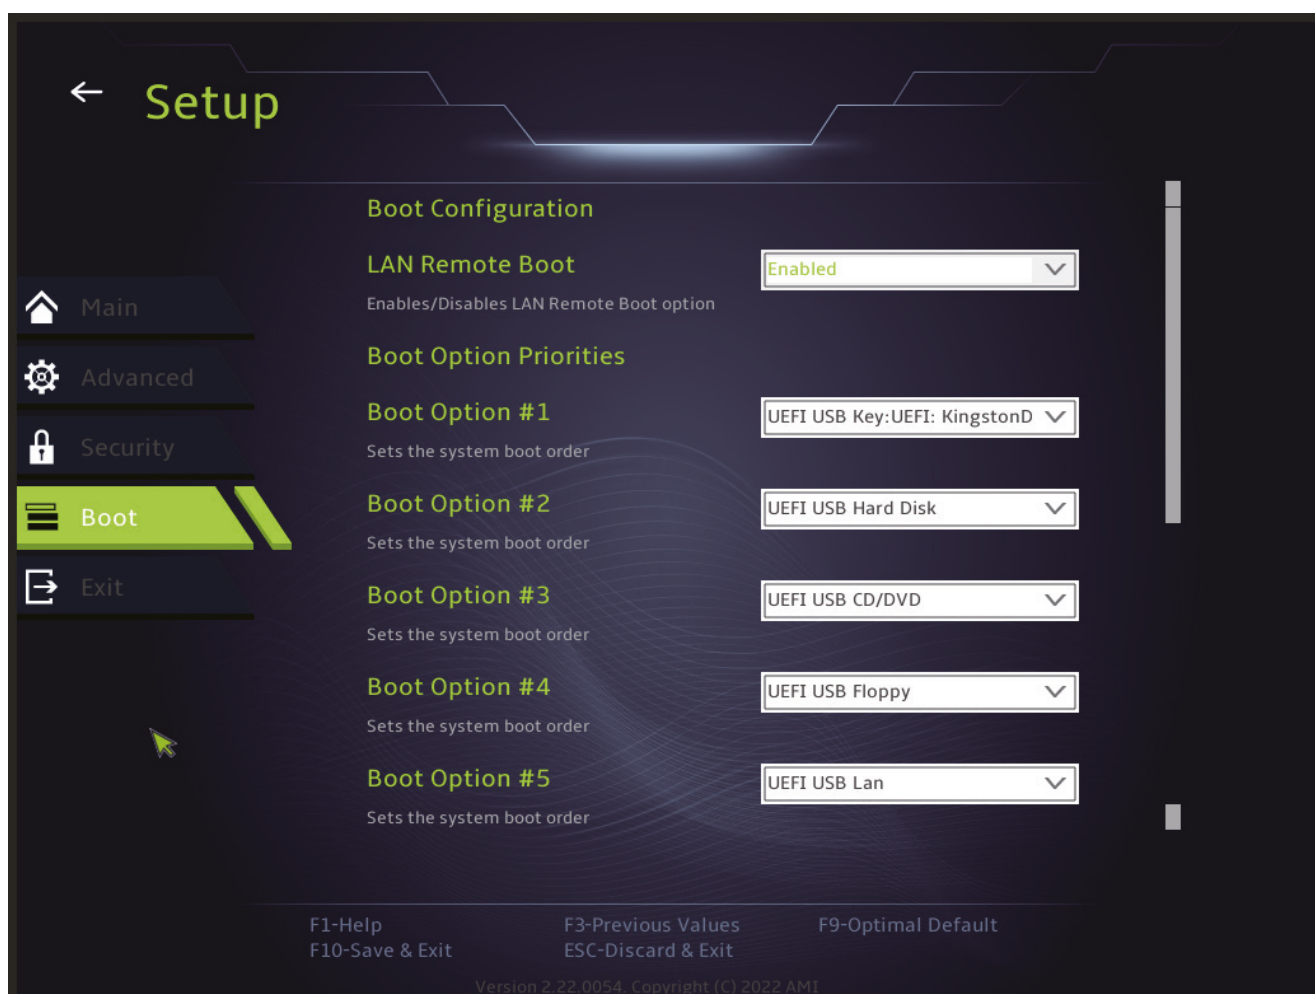 Setup
Boot Configuration
LAN Remote Boot
Enabled
Enables/Disables LAN Remote Boot option
Main
Boot Option Priorities
Advanced
Boot Option #1
UEFI USB Key:UEFI: KingstonD
Sets the system boot order
Security
Boot Option #2
UEFI USB Hard Disk
Sets the system boot order
Boot
Boot Option #3
UEFI USB CD/DVD
Sets the system boot order
Exit
Boot Option #4
UEFI USB Floppy
Sets the system boot order
Boot Option #5
UEFI USB Lan
Sets the system boot order
F1-Help F3-Previous Values F9-Optimal Default
F10-Save & Exit ESC-Discard & Exit
Version 2.22.0054. Copyright (C) 2022 AMI